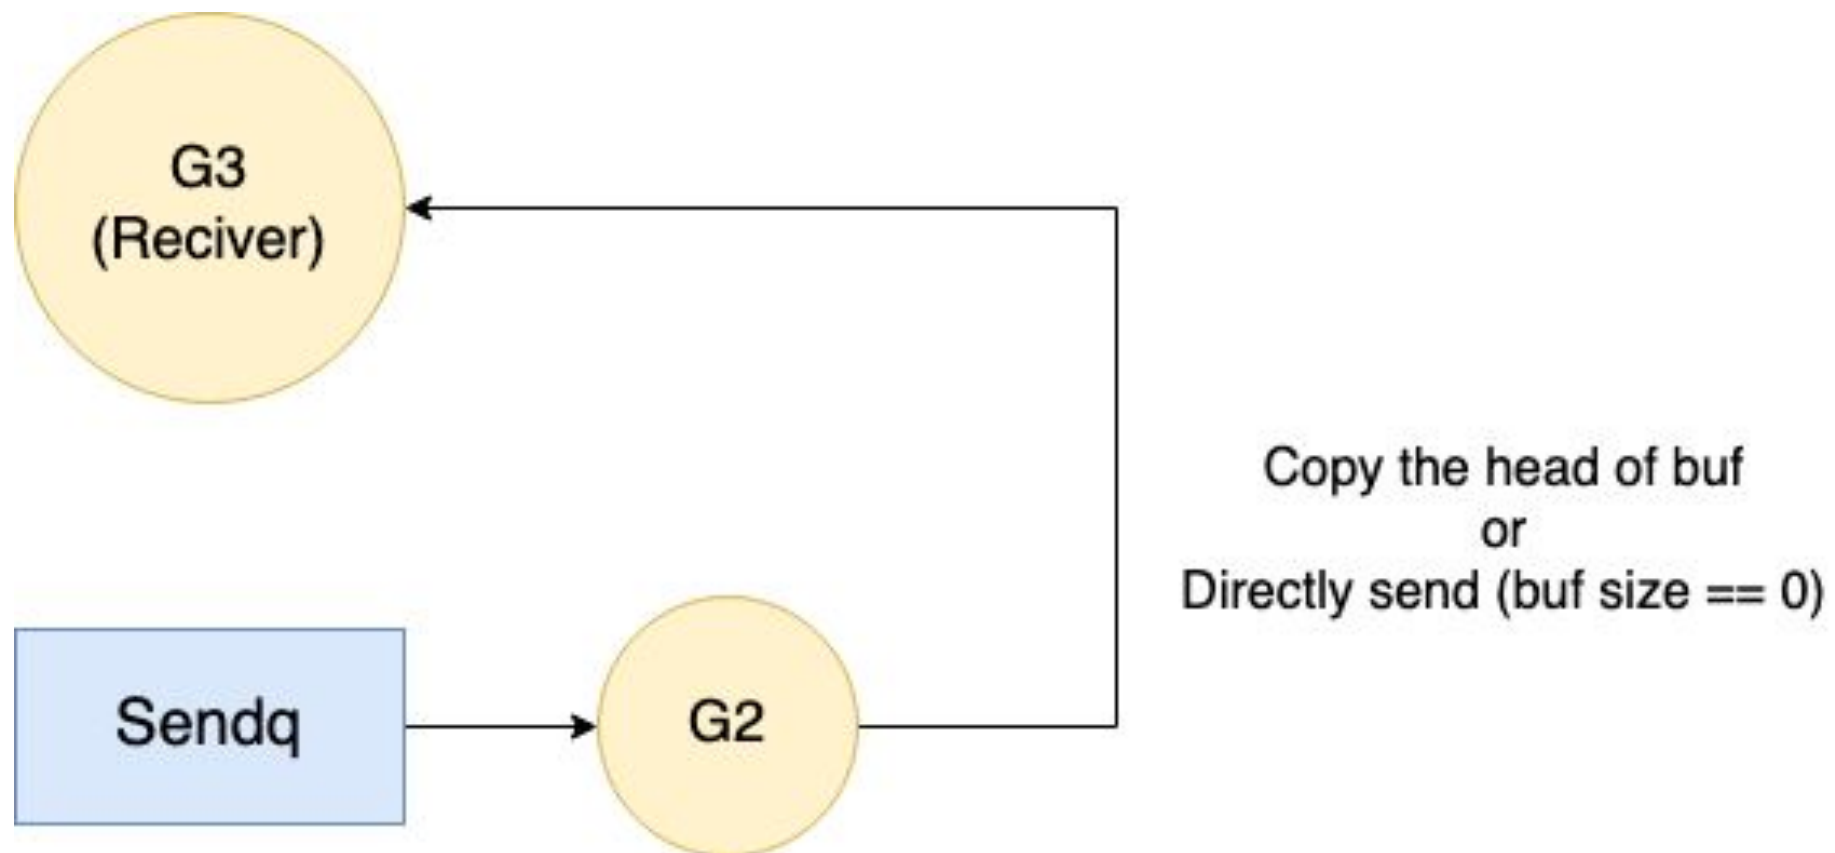 G3
(Reciver)
Copy the head of buf
or
Directly send (buf size == 0)
Sendq
G2